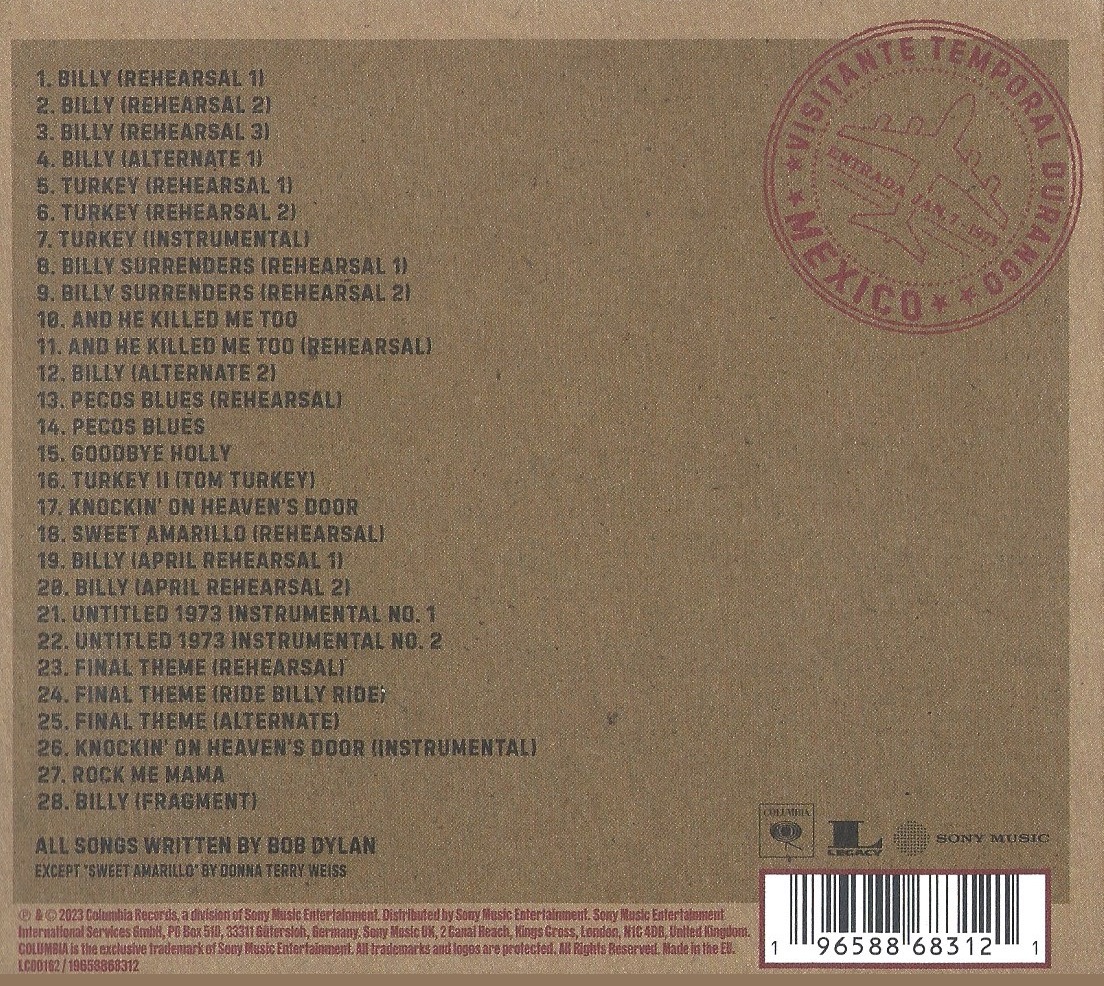 1. BILLY (REHEARSAL 1)
2. BILLY (REHEARSAL 2)
3. BILLY (REHEARSAL 3)
4. BILLY (ALTERNATE 1)
5. TURKEY (REHEARSAL 1)
6. TURKEY (REHEARSAL 2)
7. TURKEY (INSTRUMENTAL)
8. BILLY SURRENDERS (REHEARSAL 1)
9. BILLY SURRENDERS (REHEARSAL 2)
10. AND HE KILLED ME TOO
11. AND HE KILLED ME TOO (REHEARSAL)
12. BILLY (ALTERNATE 2)
13. PECOS BLUES (REHEARSAL)
14. PECOS BLUES
15. GOODBYE HOLLY
16. TURKEY II (TOM TURKEY)
17. KNOCKIN' ON HEAVEN'S DOOR
18. SWEET AMARILLO (REHEARSAL)
19. BILLY (APRIL REHEARSAL 1)
20. BILLY (APRIL REHEARSAL 2)
21. UNTITLED 1973 INSTRUMENTAL NO. 1
22. UNTITLED 1973 INSTRUMENTAL NO. 2
23. FINAL THEME (REHEARSAL)
24. FINAL THEME (RIDE BILLY RIDE)
25. FINAL THEME (ALTERNATE)
26. KNOCKIN' ON HEAVEN'S DOOR (INSTRUMENTAL)
27. ROCK ME MAMA
28. BILLY (FRAGMENT)
ALL SONGS WRITTEN BY BOB DYLAN
EXCEPT "SWEET AMARILLO" BY DONNA TERRY WEISS
VISITANTE TEMPORAL DURANGO
ENTRADA JAN. 7 - 1973
MEXICO
COLUMBIA
L
LEGACY
SONY MUSIC
℗ & © 2023 Columbia Records, a division of Sony Music Entertainment. Distributed by Sony Music Entertainment. Sony Music Entertainment
International Services GmbH, PO Box 510, 33311 Gütersloh, Germany. Sony Music UK, 2 Canal Reach, Kings Cross, London, N1C 4DB, United Kingdom.
COLUMBIA is the exclusive trademark of Sony Music Entertainment. All trademarks and logos are protected. All Rights Reserved. Made in the EU.
LC00162 / 19658868312
1 96588 68312 1